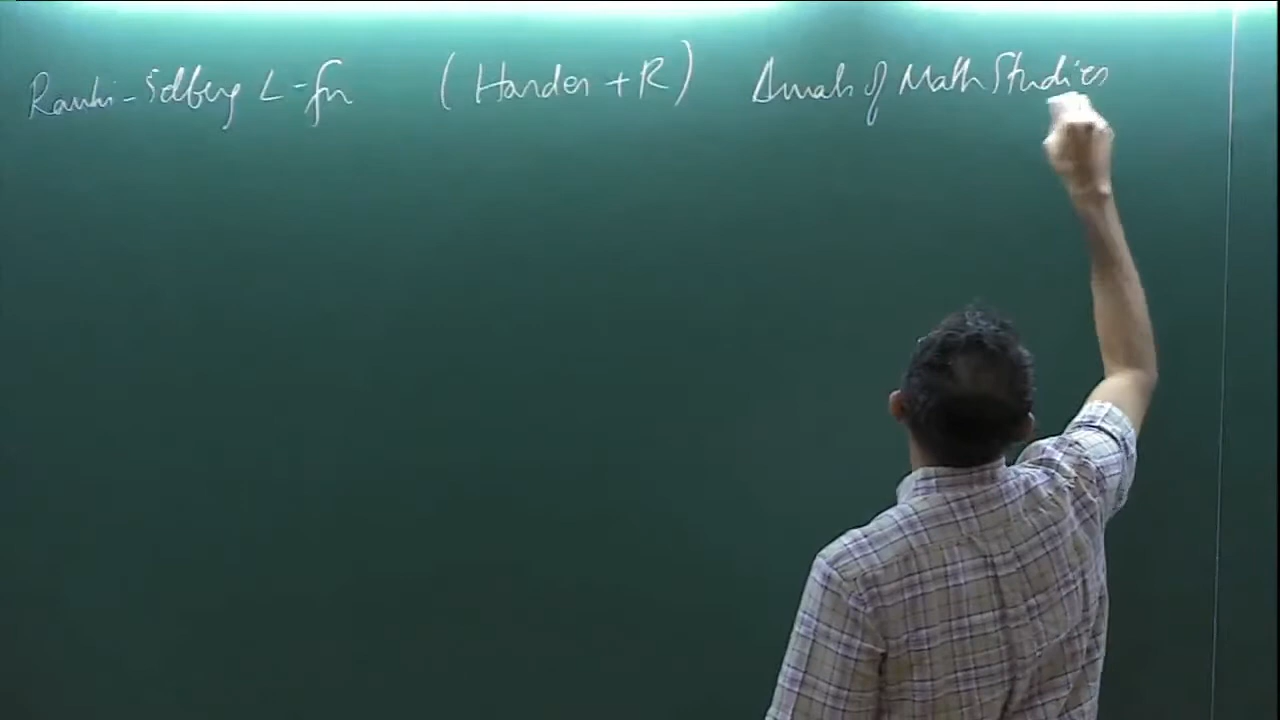 Rankin-Selberg L-fn (Harder + R) Annals of Math Studies